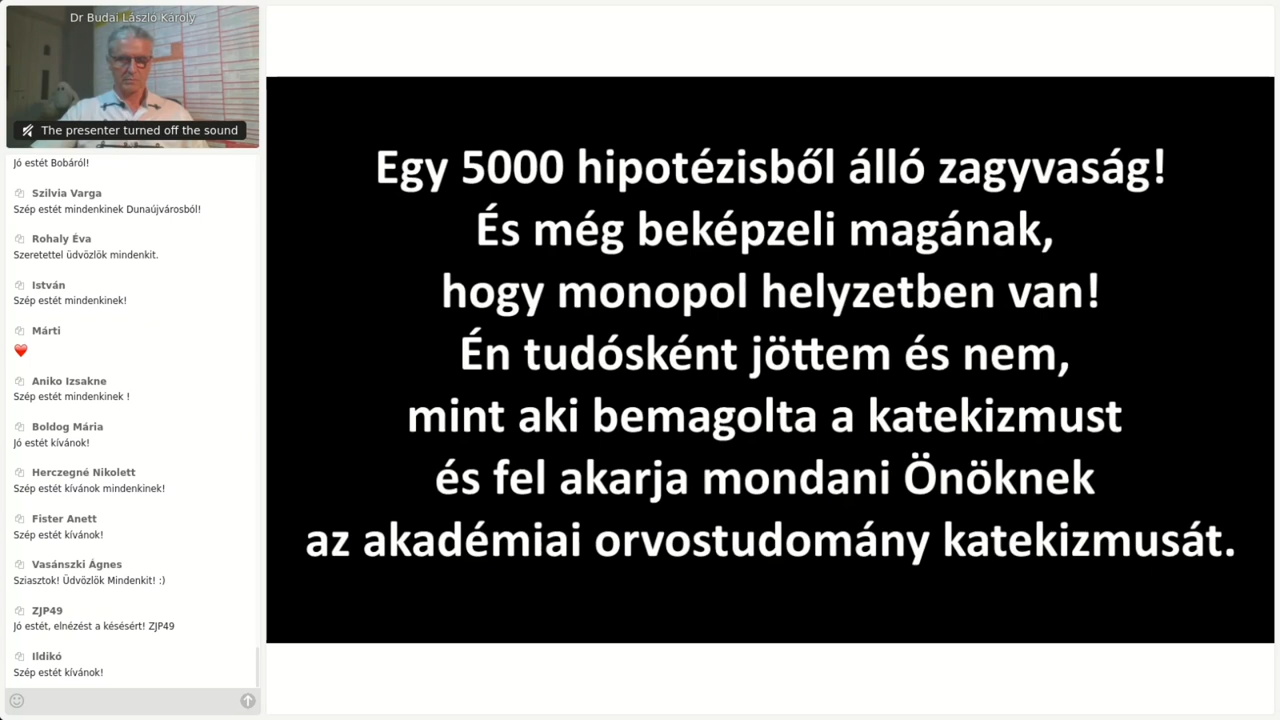 Dr Budai László Károly
The presenter turned off the sound
Jó estét Bobáról!
Szilvia Varga
Szép estét mindenkinek Dunaújvárosból!
Rohaly Éva
Szeretettel üdvözlök mindenkit.
István
Szép estét mindenkinek!
Márti
Aniko Izsakne
Szép estét mindenkinek !
Boldog Mária
Jó estét kívánok!
Herczegné Nikolett
Szép estét kívánok mindenkinek!
Fister Anett
Szép estét kívánok!
Vasánszki Ágnes
Sziasztok! Üdvözlök Mindenkit! :)
ZJP49
Jó estét, elnézést a késésért! ZJP49
Ildikó
Szép estét kívánok!
Egy 5000 hipotézisből álló zagyvaság!
És még beképzeli magának,
hogy monopol helyzetben van!
Én tudósként jöttem és nem,
mint aki bemagolta a katekizmust
és fel akarja mondani Önöknek
az akadémiai orvostudomány katekizmusát.